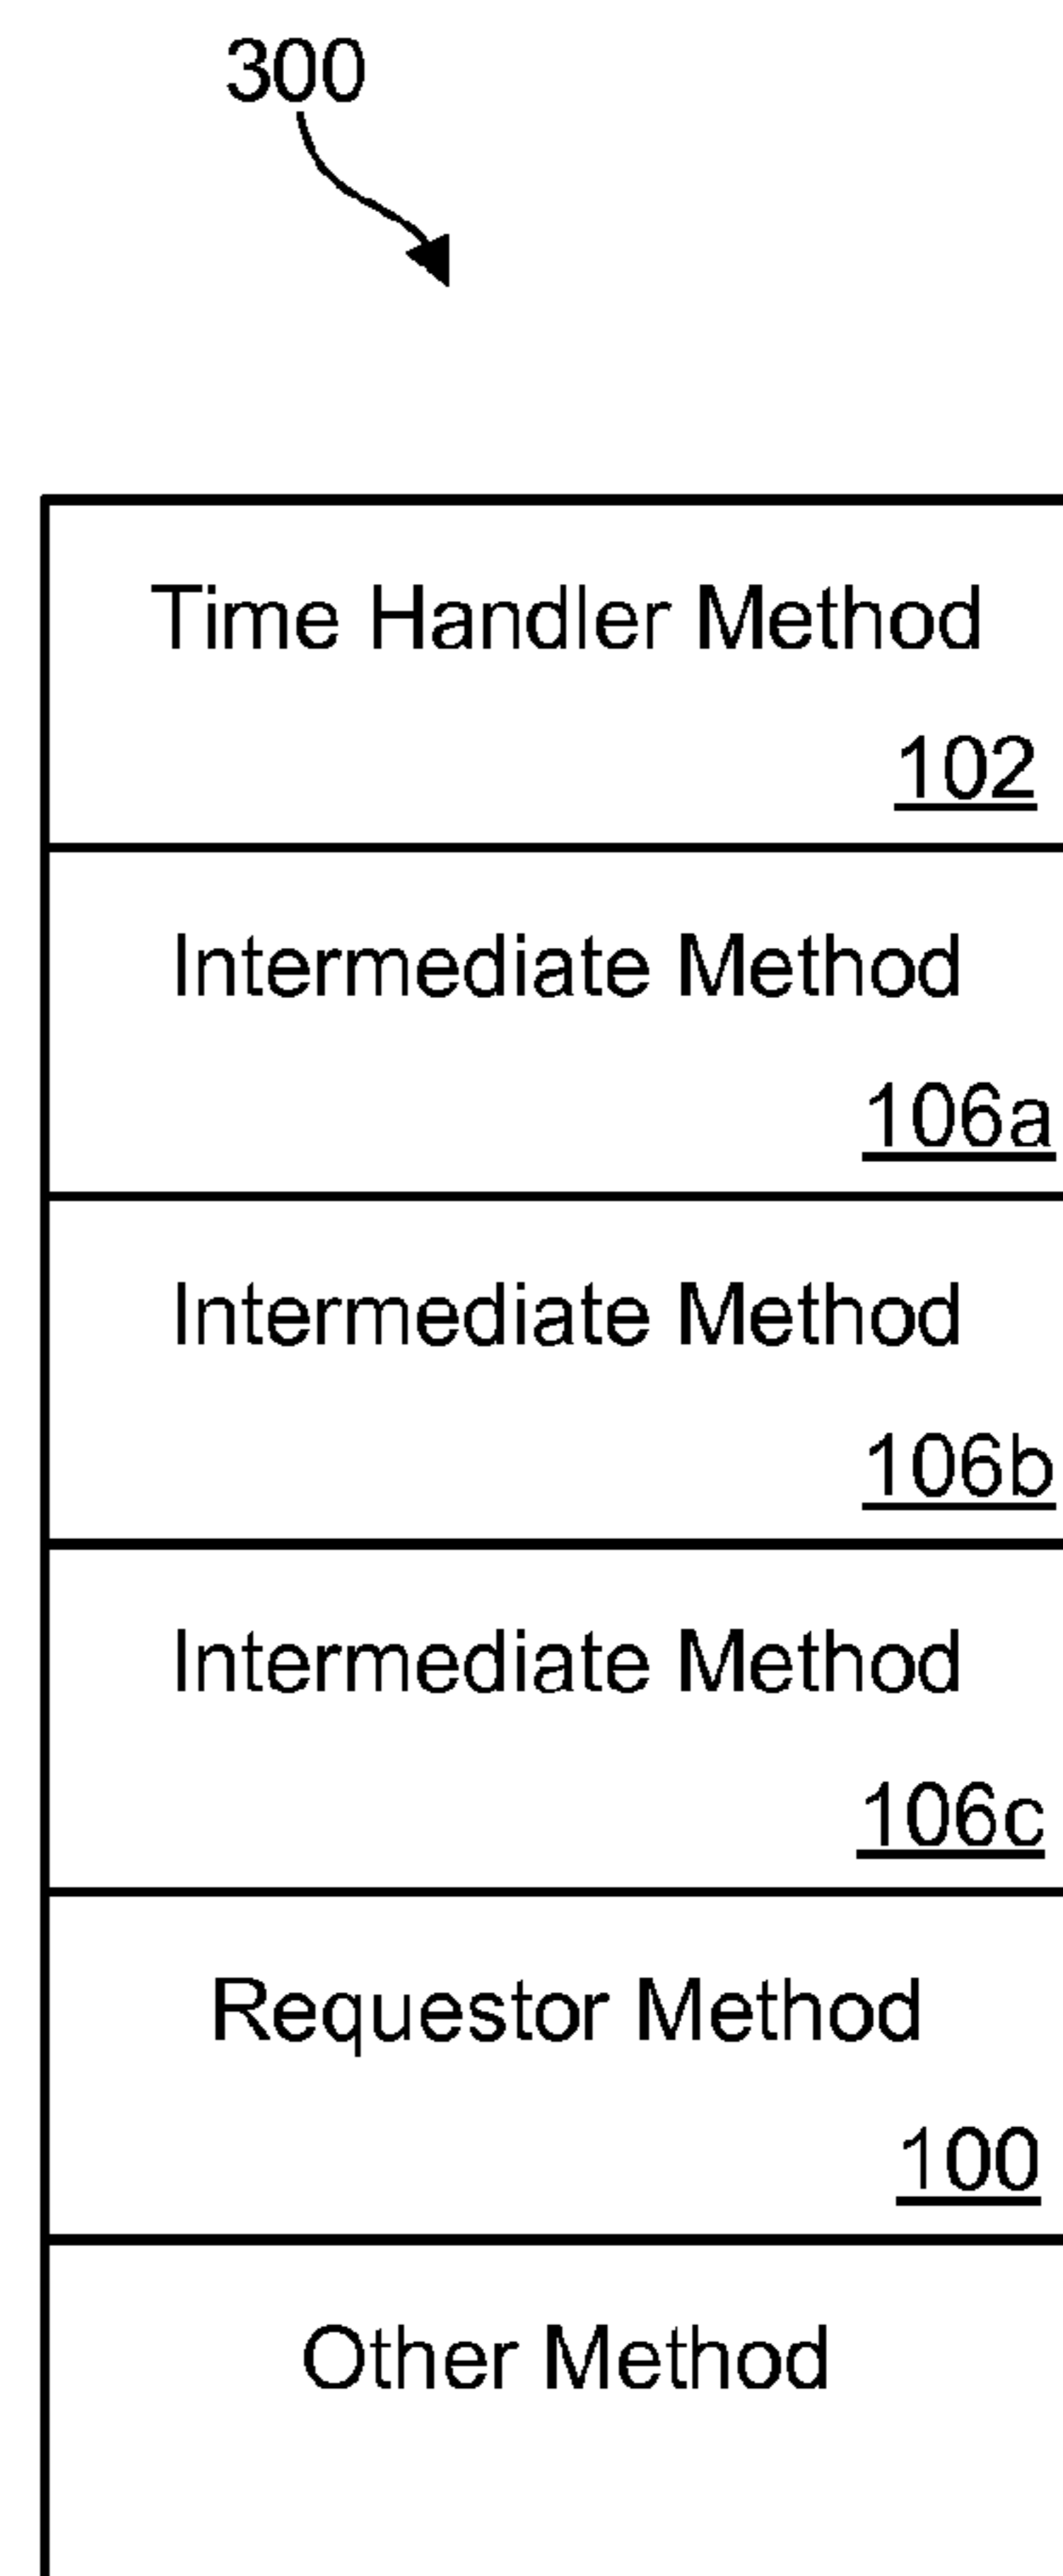 300
Time Handler Method
102
Intermediate Method
106a
Intermediate Method
106b
Intermediate Method
106c
Requestor Method
100
Other Method